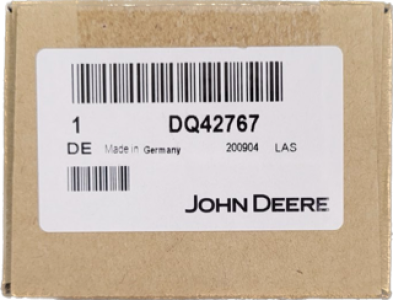 1 DQ42767
DE Made in Germany 200904 LAS
JOHN DEERE